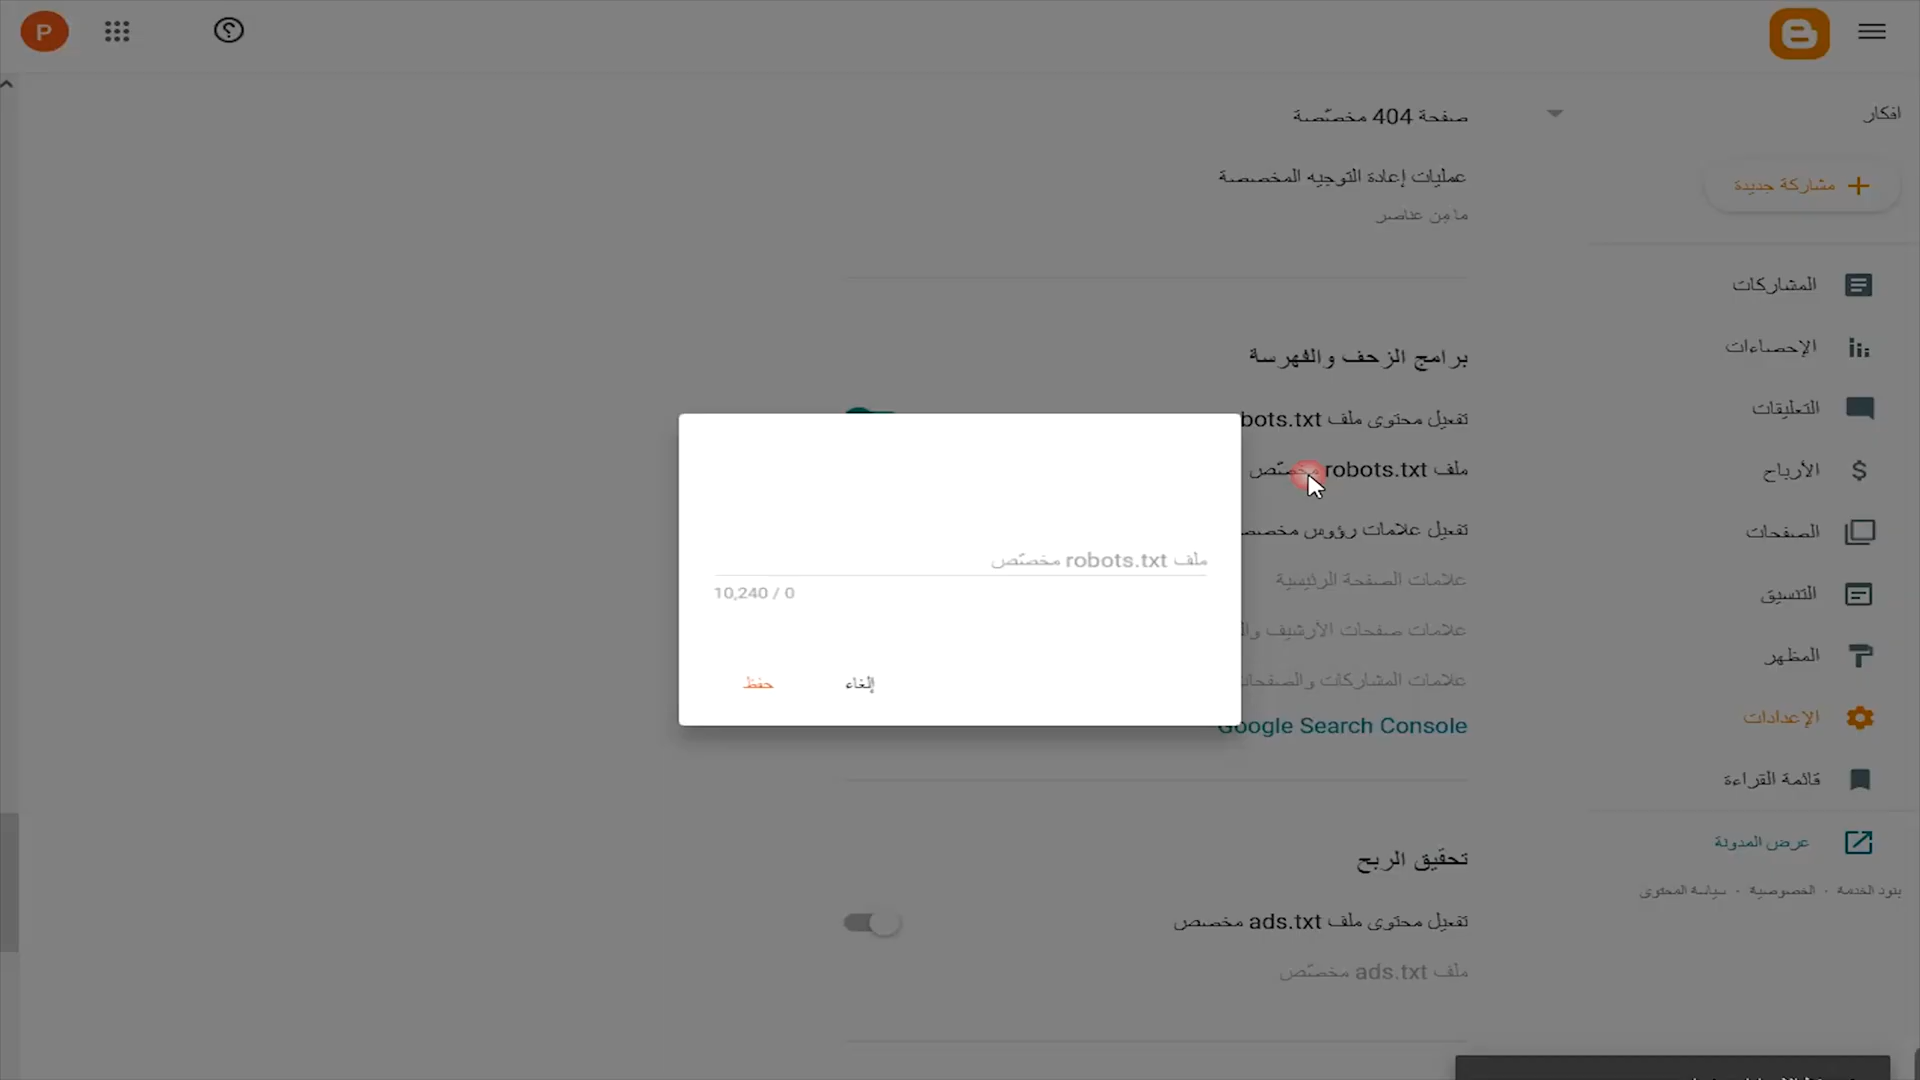 P
افكار
مشاركة جديدة
المشاركات
الإحصاءات
التعليقات
الأرباح
الصفحات
التنسيق
المظهر
الإعدادات
قائمة القراءة
عرض المدونة
بنود الخدمة · الخصوصية · سياسة المحتوى
صفحة 404 مخصّصة
عمليات إعادة التوجيه المخصصة
ما مِن عناصر
برامج الزحف والفهرسة
تفعيل محتوى ملف bots.txt
ملف robots.txt مخصّص
تفعيل علامات رؤوس
علامات الصفحة الرئيسية
علامات صفحات الأرشيف
علامات المشاركات
Google Search Console
ملف robots.txt مخصّص
10,240 / 0
إلغاء
حفظ
تحقيق الربح
تفعيل محتوى ملف ads.txt مخصص
ملف ads.txt مخصّص